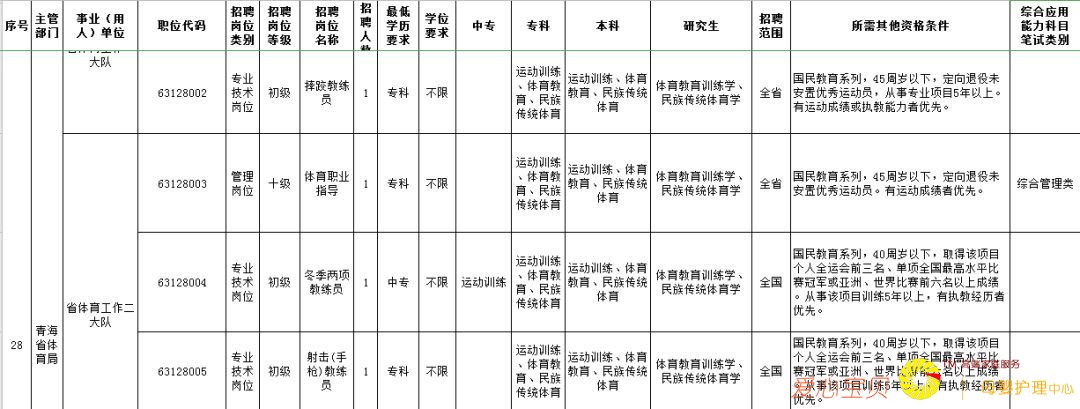 序号
主管部门
事业（用人）单位
职位代码
招聘岗位类别
招聘岗位等级
招聘岗位名称
招聘人数
最低学历要求
学位要求
中专
专科
本科
研究生
招聘范围
所需其他资格条件
综合应用能力科目笔试类别
大队
63128002
专业技术岗位
初级
摔跤教练员
1
专科
不限
运动训练、体育教育、民族传统体育
运动训练、体育教育、民族传统体育
体育教育训练学、民族传统体育学
全省
国民教育系列，45周岁以下，定向退役未安置优秀运动员，从事专业项目5年以上。有运动成绩或执教能力者优先。
28
青海省体育局
省体育工作二大队
63128003
管理岗位
十级
体育职业指导
1
专科
不限
运动训练、体育教育、民族传统体育
运动训练、体育教育、民族传统体育
体育教育训练学、民族传统体育学
全省
国民教育系列，45周岁以下，定向退役未安置优秀运动员。有运动成绩者优先。
综合管理类
63128004
专业技术岗位
初级
冬季两项教练员
1
中专
不限
运动训练
运动训练、体育教育、民族传统体育
运动训练、体育教育、民族传统体育
体育教育训练学、民族传统体育学
全国
国民教育系列，40周岁以下，取得该项目个人全运会前三名、单项全国最高水平比赛冠军或亚洲、世界比赛前六名以上成绩。从事该项目训练5年以上，有执教经历者优先。
63128005
专业技术岗位
初级
射击(手枪)教练员
1
专科
不限
运动训练、体育教育、民族传统体育
运动训练、体育教育、民族传统体育
体育教育训练学、民族传统体育学
全国
国民教育系列，40周岁以下，取得该项目个人全运会前三名、单项全国最高水平比赛冠军或亚洲、世界比赛前六名以上成绩。从事该项目训练5年以上，有执教经历者优先。
爱心宝贝
母婴护理中心